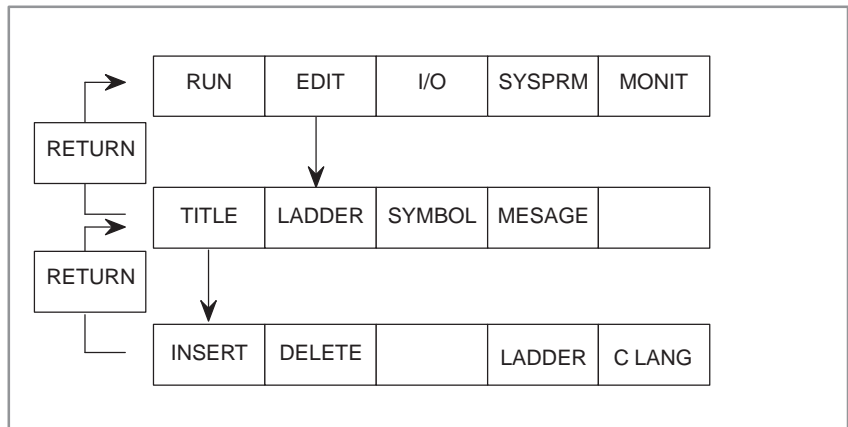 RUN EDIT I/O SYSPRM MONIT
RETURN
TITLE LADDER SYMBOL MESAGE
RETURN
INSERT DELETE LADDER C LANG